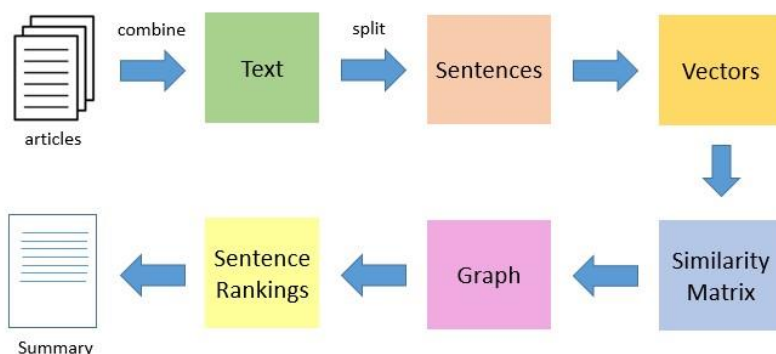 combine
split
Text
Sentences
Vectors
articles
Sentence
Rankings
Graph
Similarity
Matrix
Summary